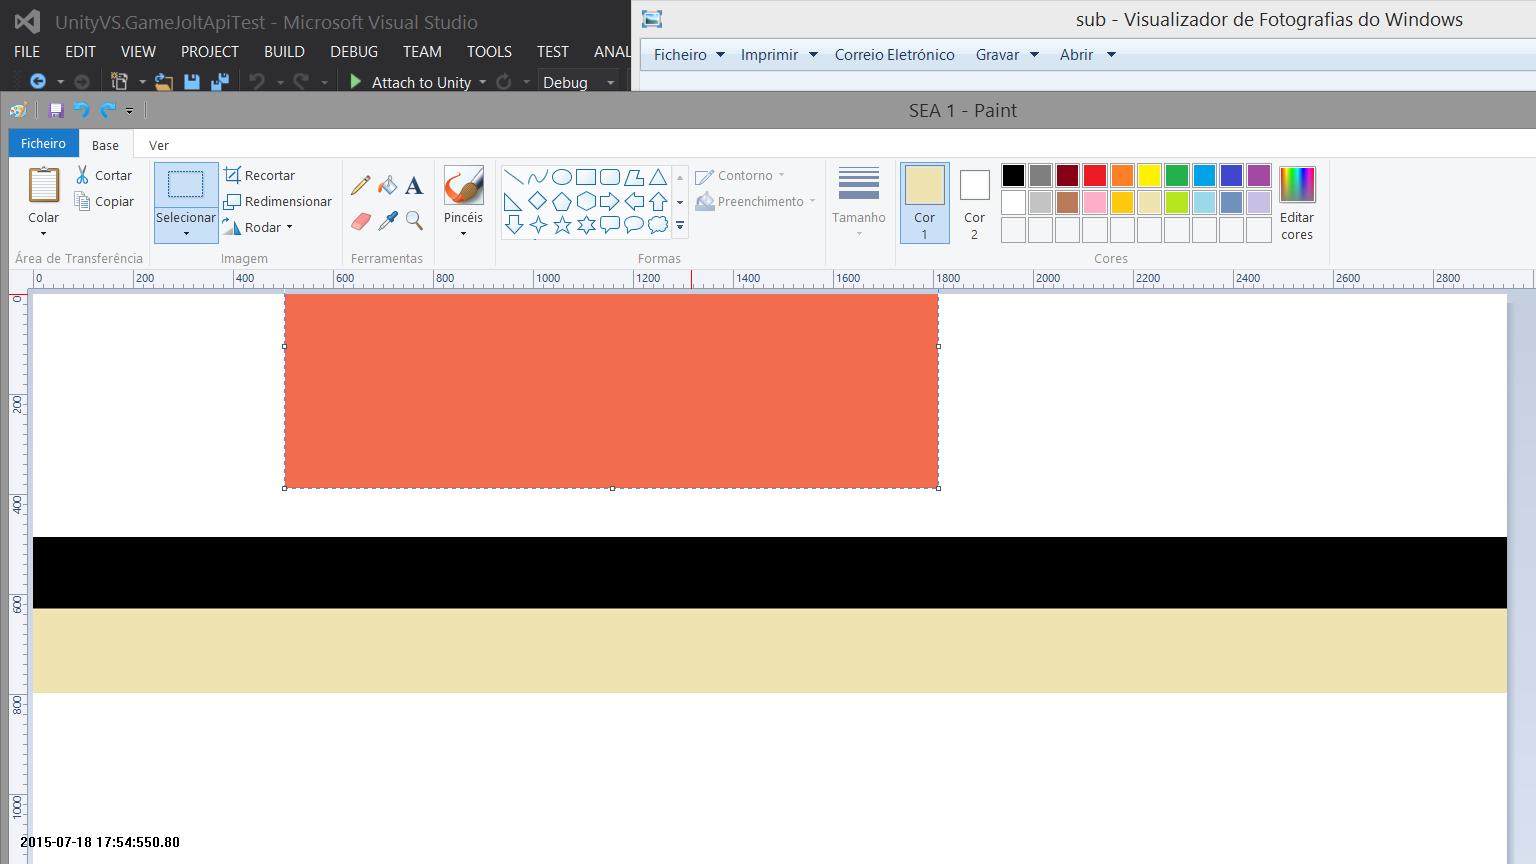 UnityVS.GameJoltApiTest - Microsoft Visual Studio
sub - Visualizador de Fotografias do Windows
FILE EDIT VIEW PROJECT BUILD DEBUG TEAM TOOLS TEST ANAL
Ficheiro Imprimir Correio Eletrónico Gravar Abrir
Attach to Unity Debug
SEA 1 - Paint
Ficheiro Base Ver
Colar
Cortar
Copiar
Área de Transferência
Selecionar
Recortar
Redimensionar
Rodar
Imagem
A
Ferramentas
Pincéis
Formas
Contorno
Preenchimento
Tamanho
Cor
1
Cor
2
Editar
cores
Cores
0 200 400 600 800 1000 1200 1400 1600 1800 2000 2200 2400 2600 2800
0
200
400
600
800
1000
2015-07-18 17:54:550.80